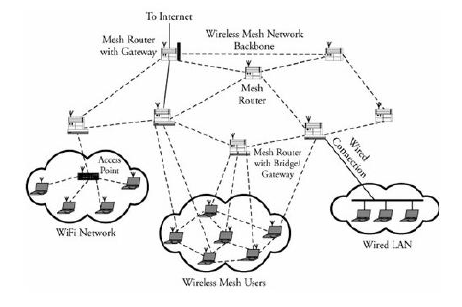 To Internet
Mesh Router
with Gateway
Wireless Mesh Network
Backbone
Mesh
Router
Mesh Router
with Bridge/
Gateway
Wired
Connection
Access
Point
WiFi Network
Wireless Mesh Users
Wired LAN